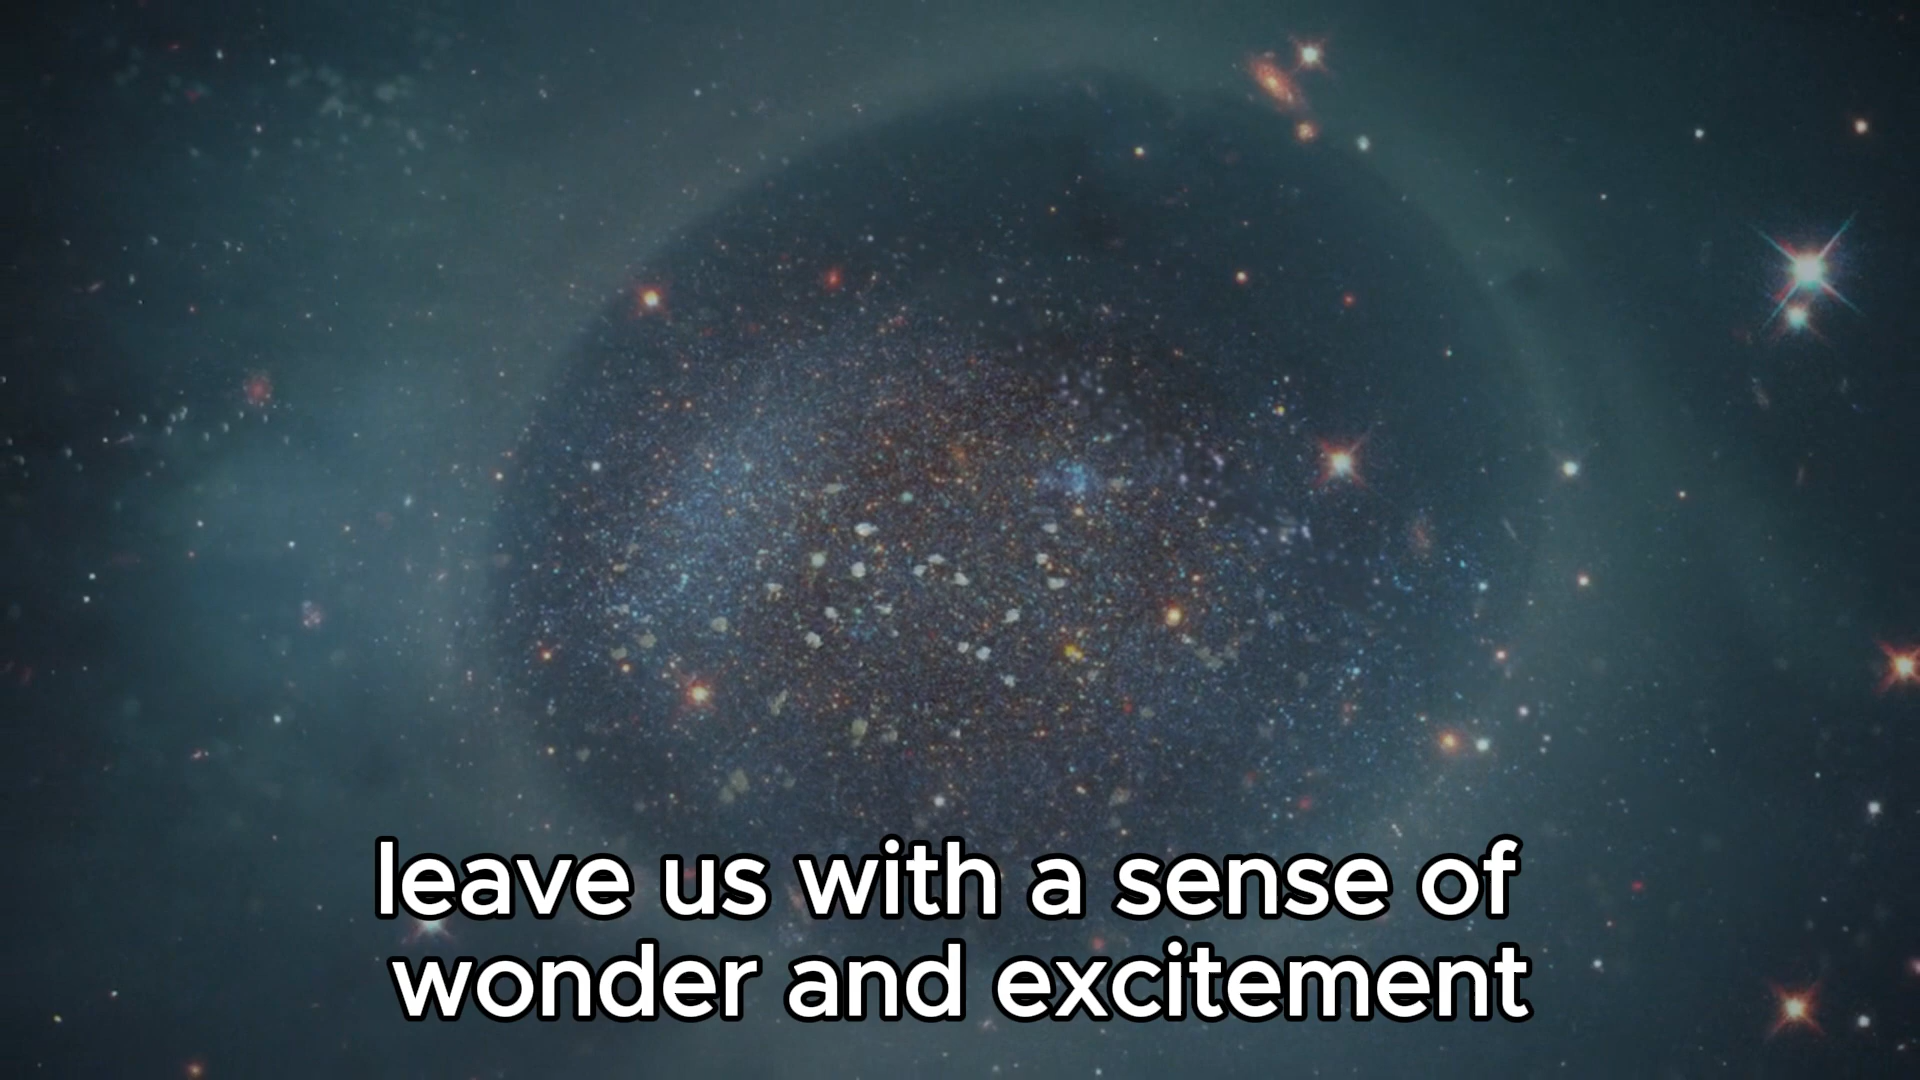 leave us with a sense of
wonder and excitement